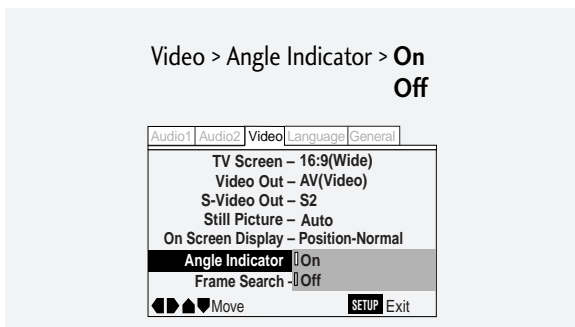 Video > Angle Indicator > On
Off
Audio1 Audio2 Video Language General
TV Screen – 16:9(Wide)
Video Out – AV(Video)
S-Video Out – S2
Still Picture – Auto
On Screen Display – Position-Normal
Angle Indicator On
Frame Search - Off
Move SETUP Exit